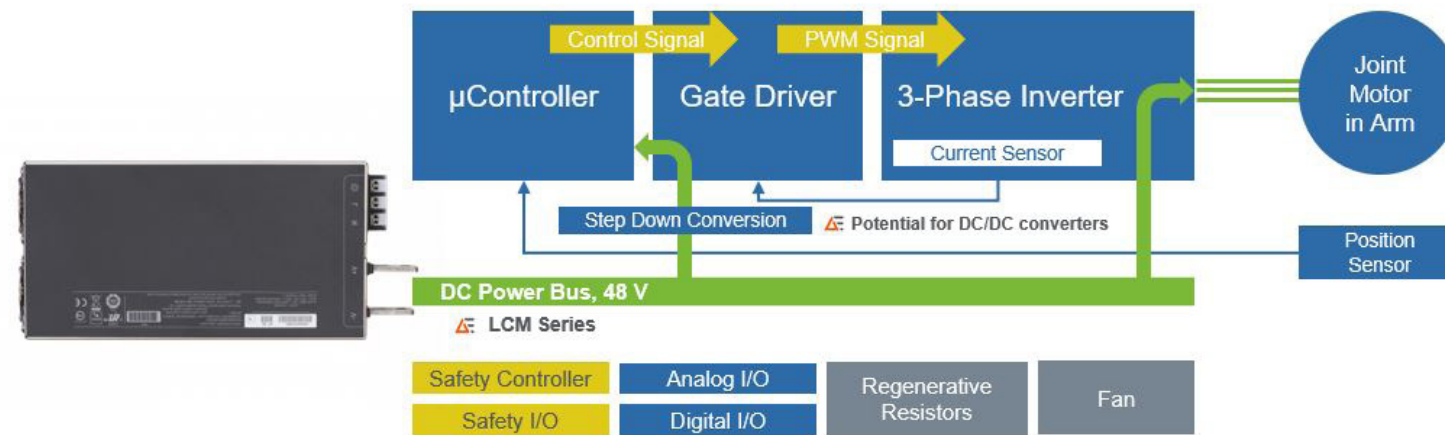 Control Signal
PWM Signal
µController
Gate Driver
3-Phase Inverter
Current Sensor
Joint
Motor
in Arm
Step Down Conversion
Potential for DC/DC converters
Position
Sensor
DC Power Bus, 48 V
LCM Series
Safety Controller
Analog I/O
Regenerative
Resistors
Fan
Safety I/O
Digital I/O